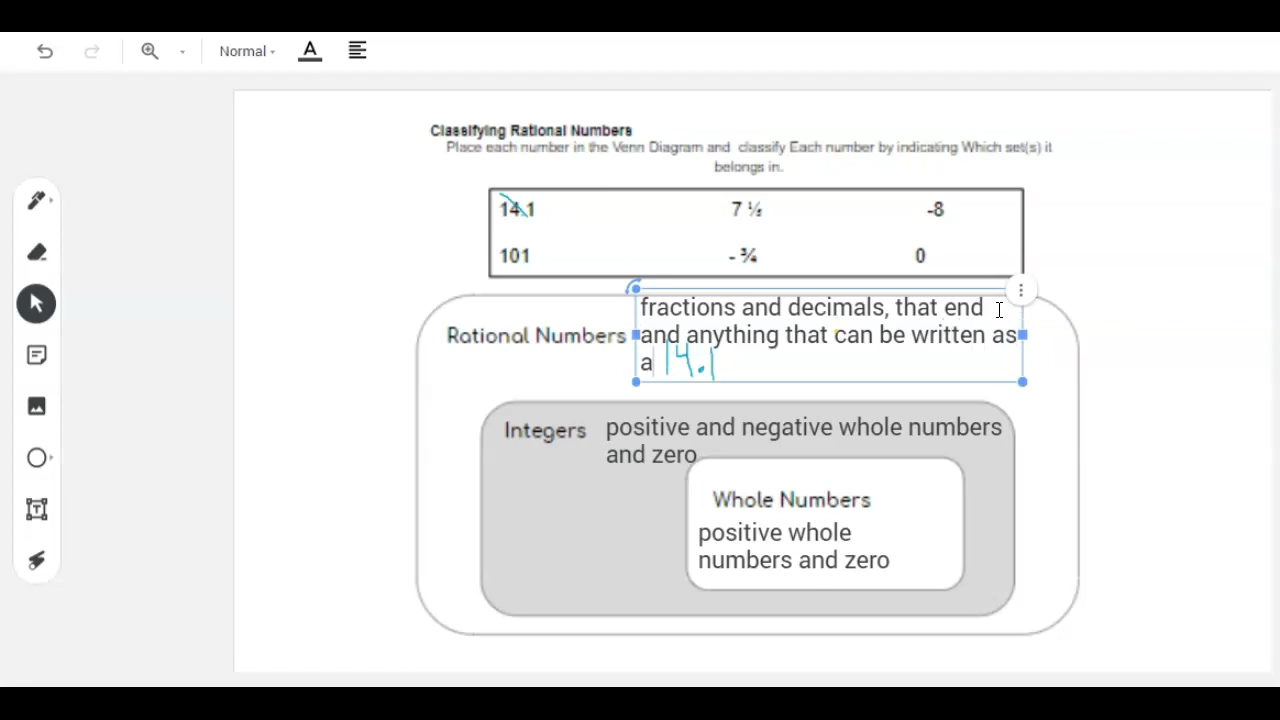 Normal
Classifying Rational Numbers
Place each number in the Venn Diagram and classify Each number by indicating Which set(s) it
belongs in.
14.1 7 ⅓ -8
101 - ¾ 0
fractions and decimals, that end
Rational Numbers and anything that can be written as
a 14.1
Integers positive and negative whole numbers
and zero
Whole Numbers
positive whole
numbers and zero